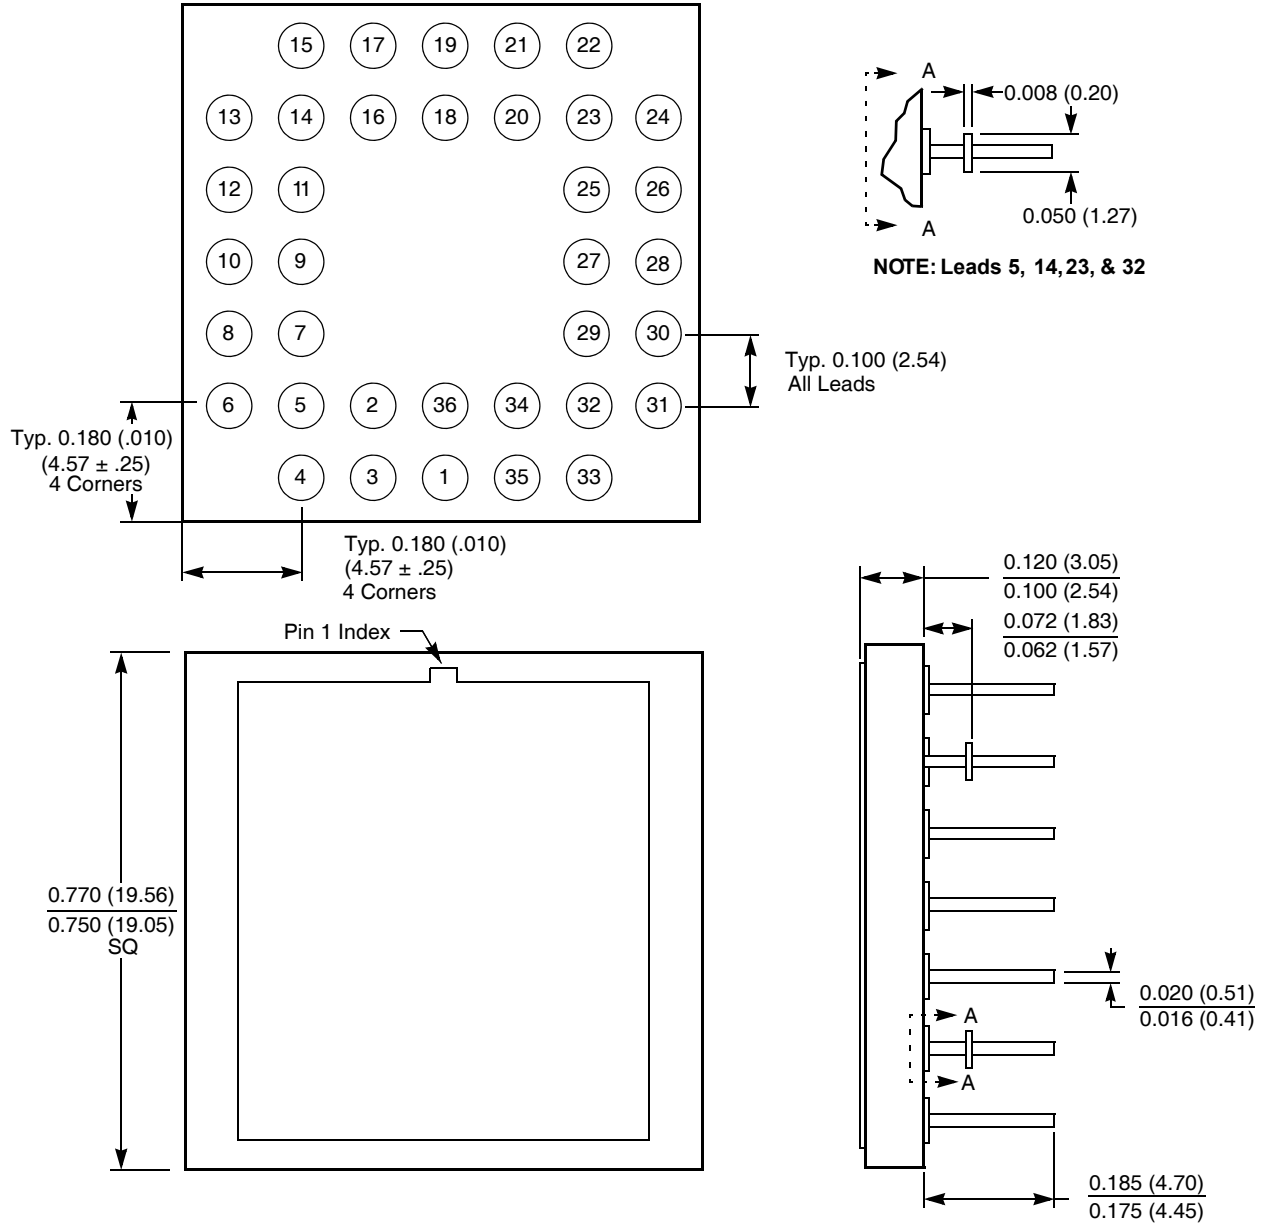 15 17 19 21 22
13 14 16 18 20 23 24
12 11 25 26
10 9 27 28
8 7 29 30
6 5 2 36 34 32 31
4 3 1 35 33
Typ. 0.100 (2.54)
All Leads
Typ. 0.180 (.010)
(4.57 ± .25)
4 Corners
Typ. 0.180 (.010)
(4.57 ± .25)
4 Corners
A
0.008 (0.20)
0.050 (1.27)
A
NOTE: Leads 5, 14, 23, & 32
Pin 1 Index
0.770 (19.56)
0.750 (19.05)
SQ
0.120 (3.05)
0.100 (2.54)
0.072 (1.83)
0.062 (1.57)
0.020 (0.51)
0.016 (0.41)
A
A
0.185 (4.70)
0.175 (4.45)